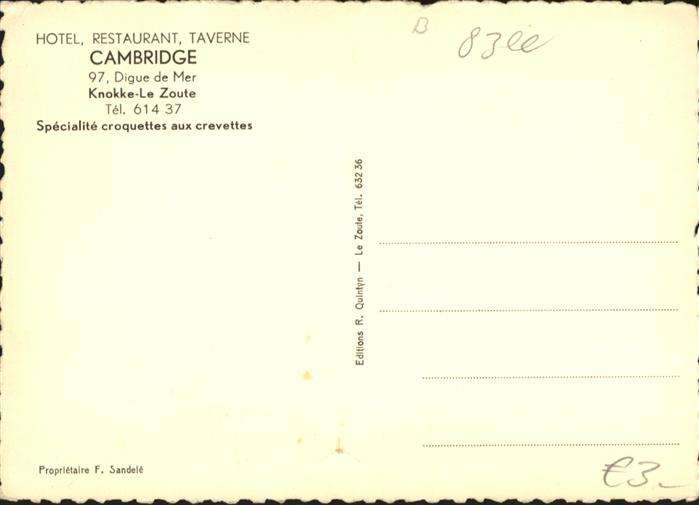 HOTEL, RESTAURANT, TAVERNE
CAMBRIDGE
97, Digue de Mer
Knokke-Le Zoute
Tél. 614 37
Spécialité croquettes aux crevettes
B
Editions R. Quintyn — Le Zoute, Tél. 632 36
Propriétaire F. Sandelé
€3-